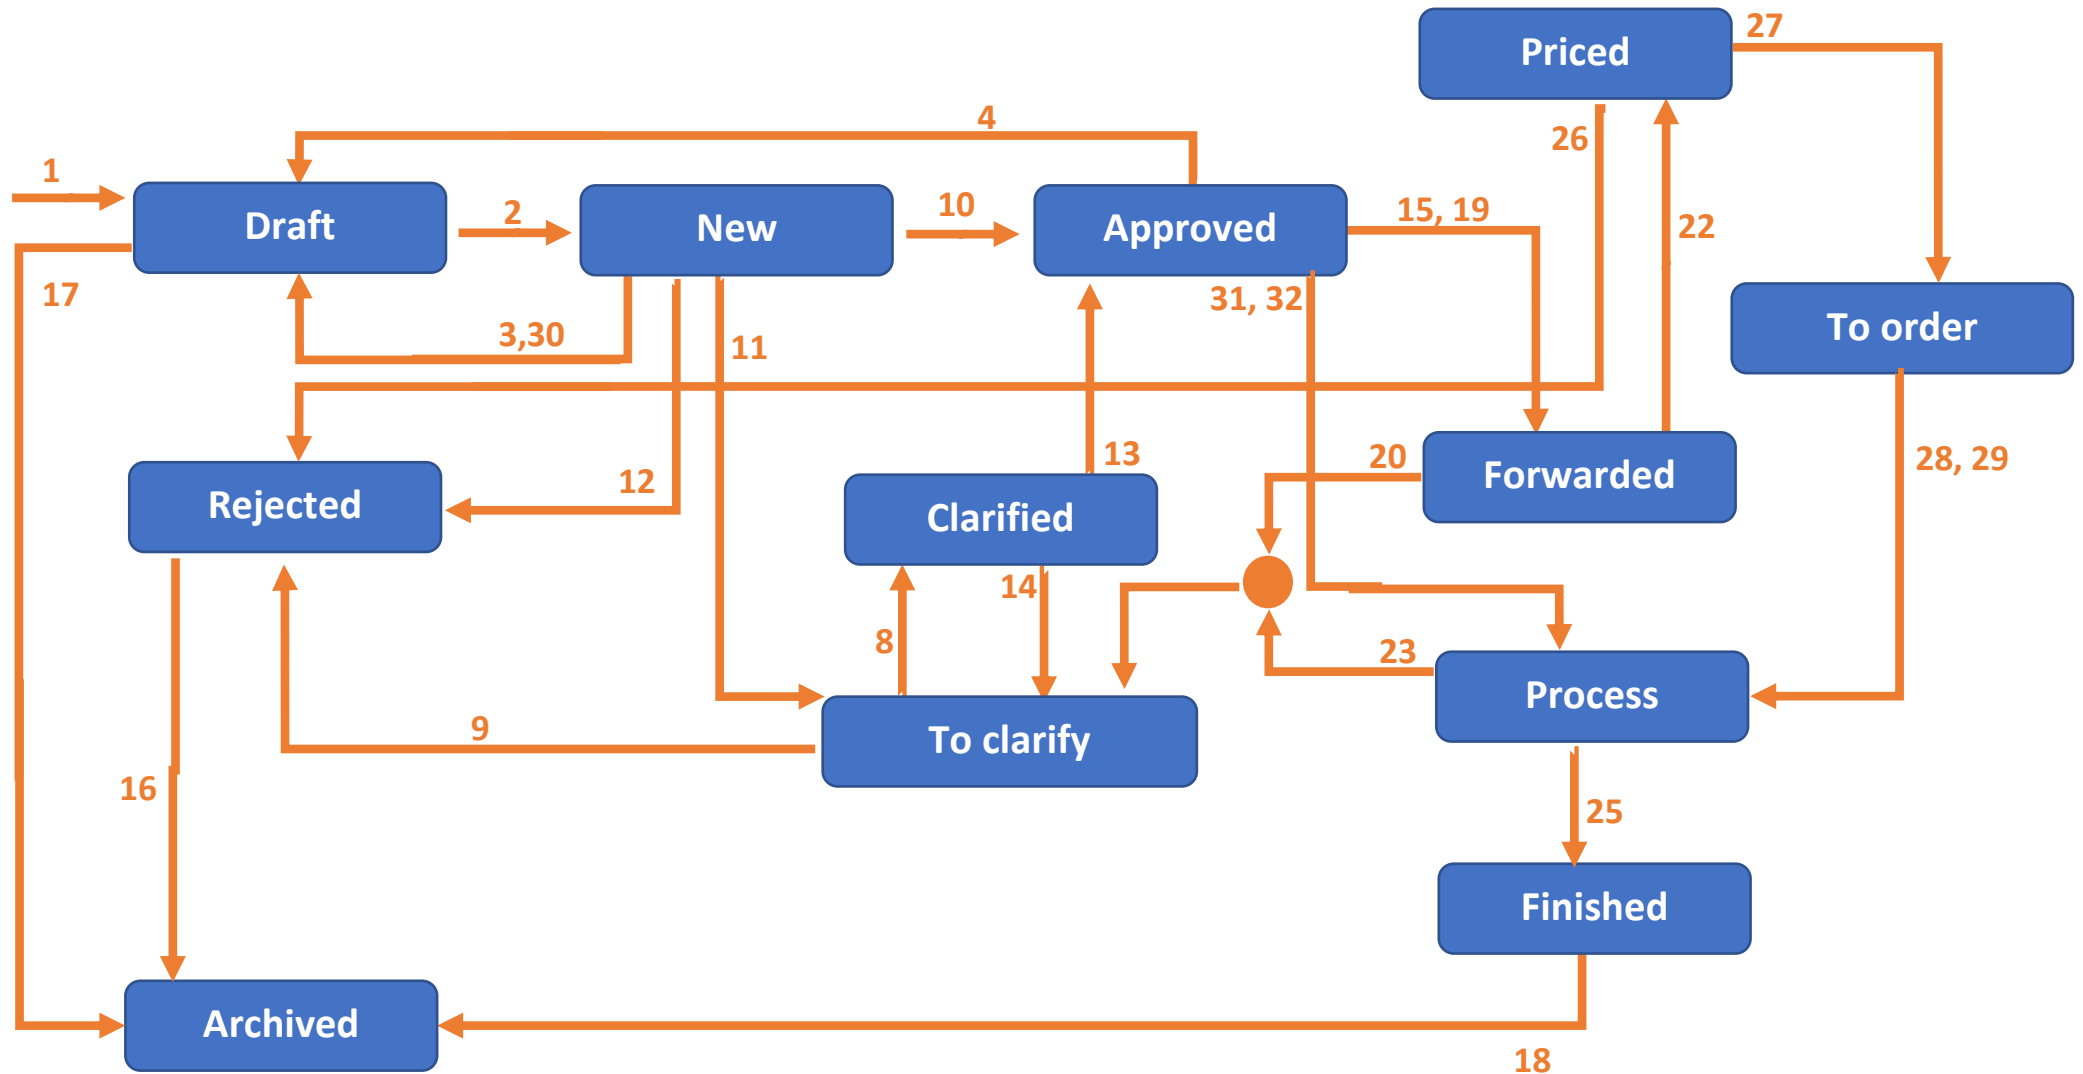 Priced
27
4
26
1
Draft
2
New
10
Approved
15, 19
22
17
3,30
11
31, 32
To order
Rejected
12
13
Clarified
20
Forwarded
28, 29
14
8
23
Process
9
To clarify
16
25
Finished
Archived
18